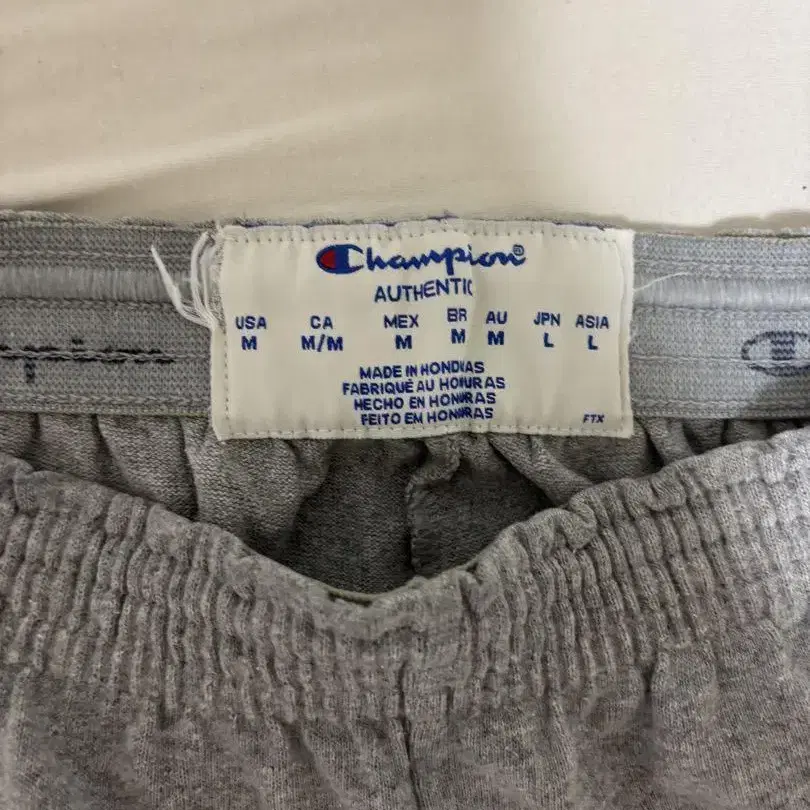 Champion®
AUTHENTIC
USA CA MEX BR AU JPN ASIA
M M/M M M M L L
MADE IN HONDURAS
FABRIQUÉ AU HONDURAS
HECHO EN HONDURAS
FEITO EM HONDURAS
FTX
pion